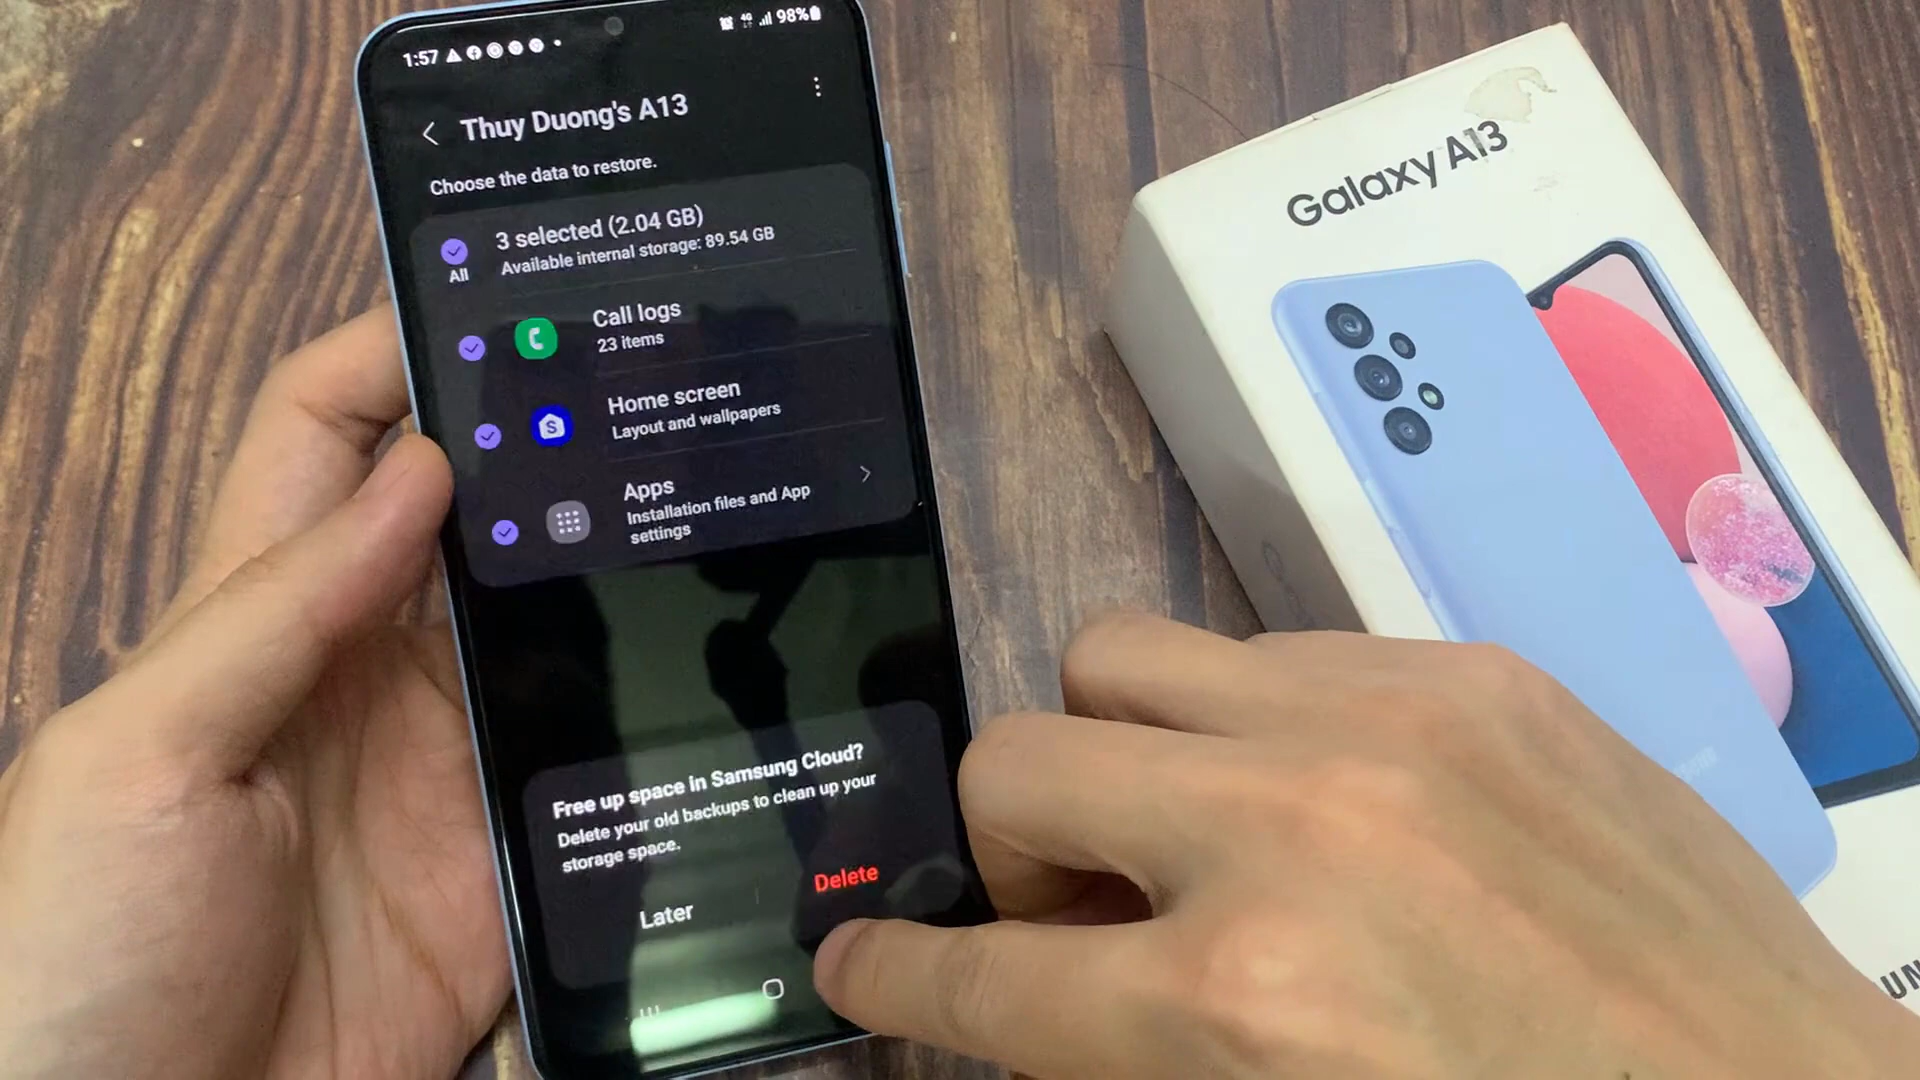 1:57
4G
98%
Thuy Duong's A13
Choose the data to restore.
3 selected (2.04 GB)
Available internal storage: 89.54 GB
All
Call logs
23 items
Home screen
Layout and wallpapers
Apps
Installation files and App
settings
Free up space in Samsung Cloud?
Delete your old backups to clean up your
storage space.
Later
Delete
Galaxy A13